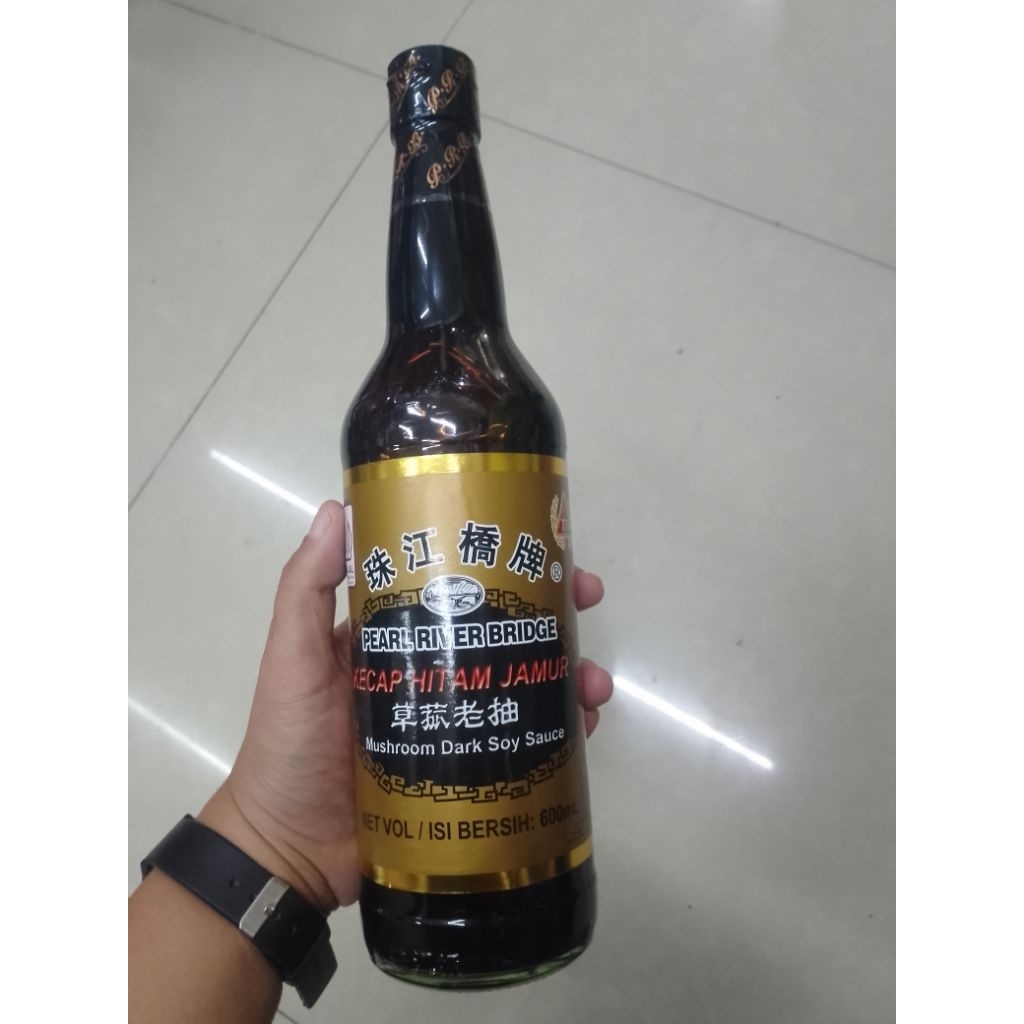 P.R.B
P.R.B
珠江橋牌®
PEARL RIVER BRIDGE
KECAP HITAM JAMUR
草菰老抽
Mushroom Dark Soy Sauce
NET VOL / ISI BERSIH: 600mL